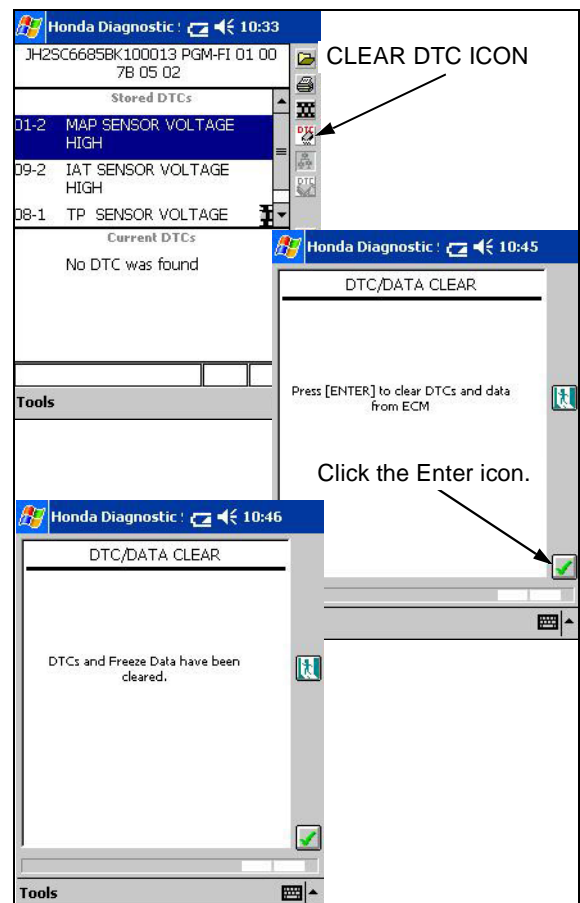 Honda Diagnostic S 10:33
JH2SC6685BK100013 PGM-FI 01 00
7B 05 02
CLEAR DTC ICON
Stored DTCs
01-2 MAP SENSOR VOLTAGE
HIGH
09-2 IAT SENSOR VOLTAGE
HIGH
08-1 TP SENSOR VOLTAGE
DTC
DTC
Current DTCs
No DTC was found
Tools
Honda Diagnostic 10:45
DTC/DATA CLEAR
Press [ENTER] to clear DTCs and data
from ECM
Click the Enter icon.
Honda Diagnostic 10:46
DTC/DATA CLEAR
DTCs and Freeze Data have been
cleared.
Tools